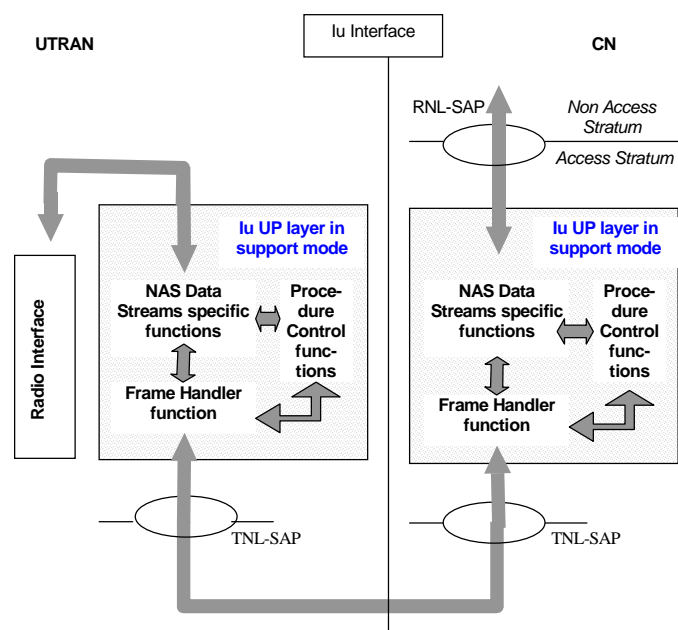 Iu Interface
UTRAN
CN
RNL-SAP
Non Access
Stratum
Access Stratum
Iu UP layer in
support mode
NAS Data
Streams specific
functions
Proce-
dure
Control
func-
tions
Frame Handler
function
Radio Interface
TNL-SAP
Iu UP layer in
support mode
NAS Data
Streams specific
functions
Proce-
dure
Control
func-
tions
Frame Handler
function
TNL-SAP